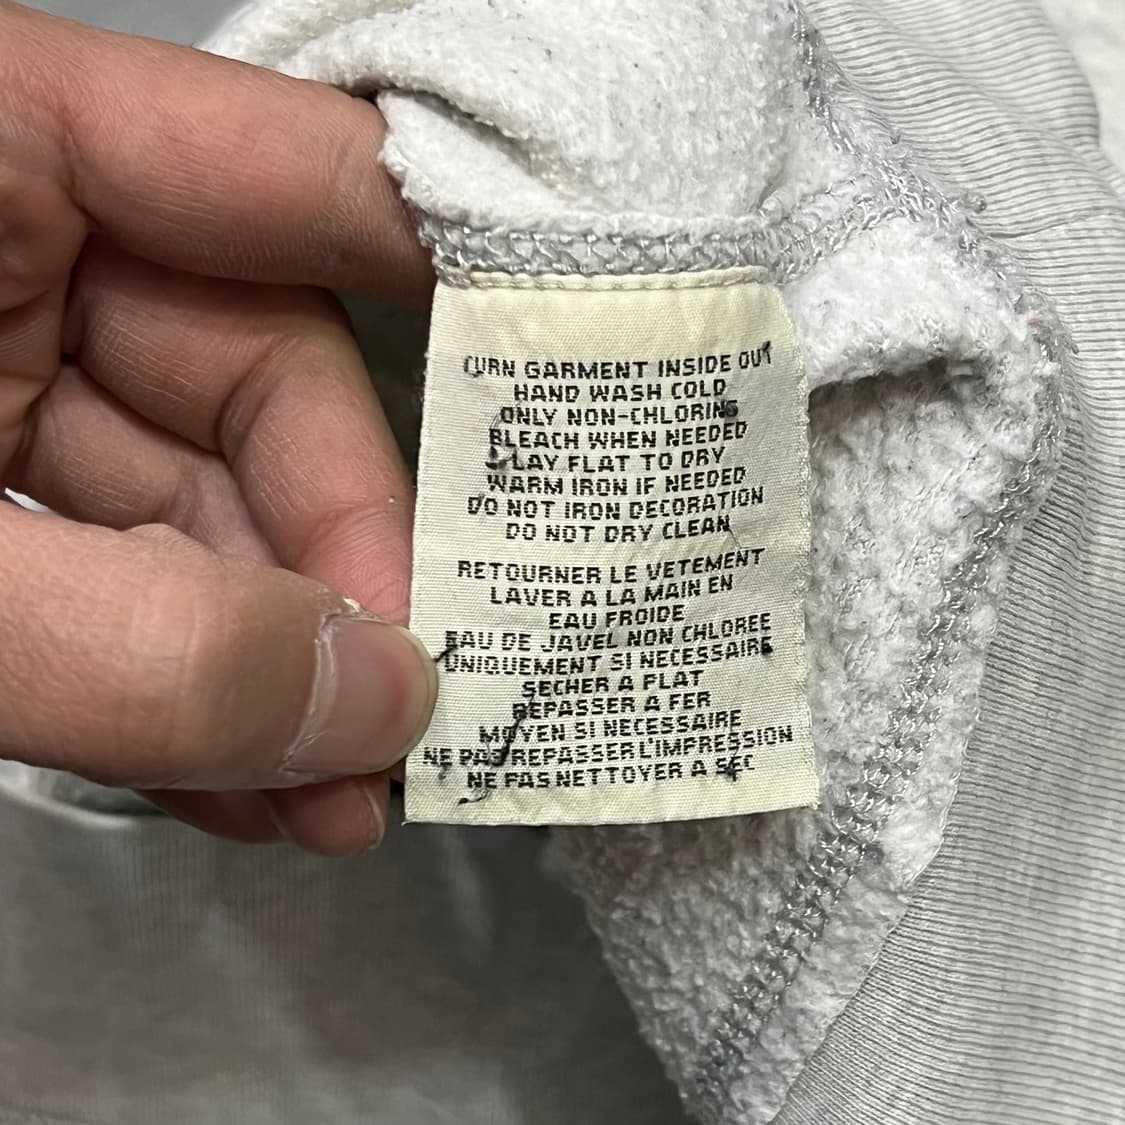 TURN GARMENT INSIDE OUT
HAND WASH COLD
ONLY NON-CHLORINE
BLEACH WHEN NEEDED
LAY FLAT TO DRY
WARM IRON IF NEEDED
DO NOT IRON DECORATION
DO NOT DRY CLEAN
RETOURNER LE VETEMENT
LAVER A LA MAIN EN
EAU FROIDE
EAU DE JAVEL NON CHLOREE
UNIQUEMENT SI NECESSAIRE
SECHER A PLAT
REPASSER A FER
MOYEN SI NECESSAIRE
NE PAS REPASSER L'IMPRESSION
NE PAS NETTOYER A SEC